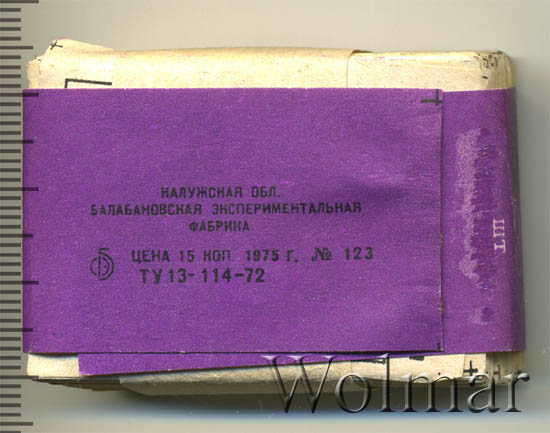 КАЛУЖСКАЯ ОБЛ.
БАЛАБАНОВСКАЯ ЭКСПЕРИМЕНТАЛЬНАЯ
ФАБРИКА
ЦЕНА 15 КОП. 1975 Г. № 123
ТУ 13-114-72
ШТ
Wolmar